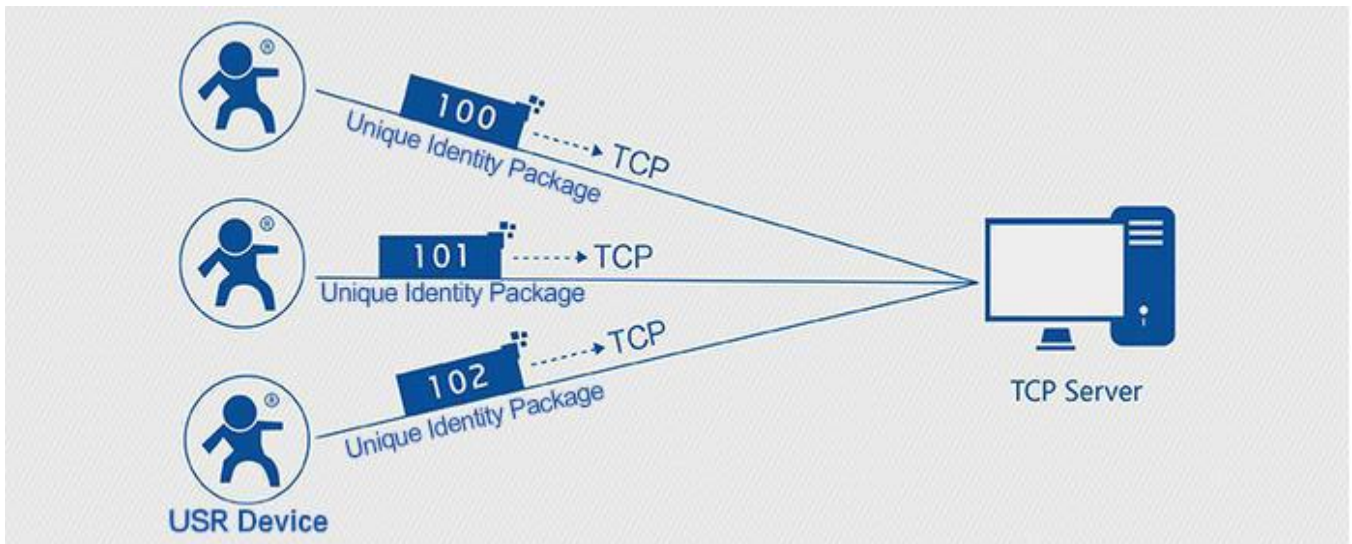 ®
100
Unique Identity Package
TCP
®
101
Unique Identity Package
TCP
®
102
Unique Identity Package
TCP
USR Device
TCP Server